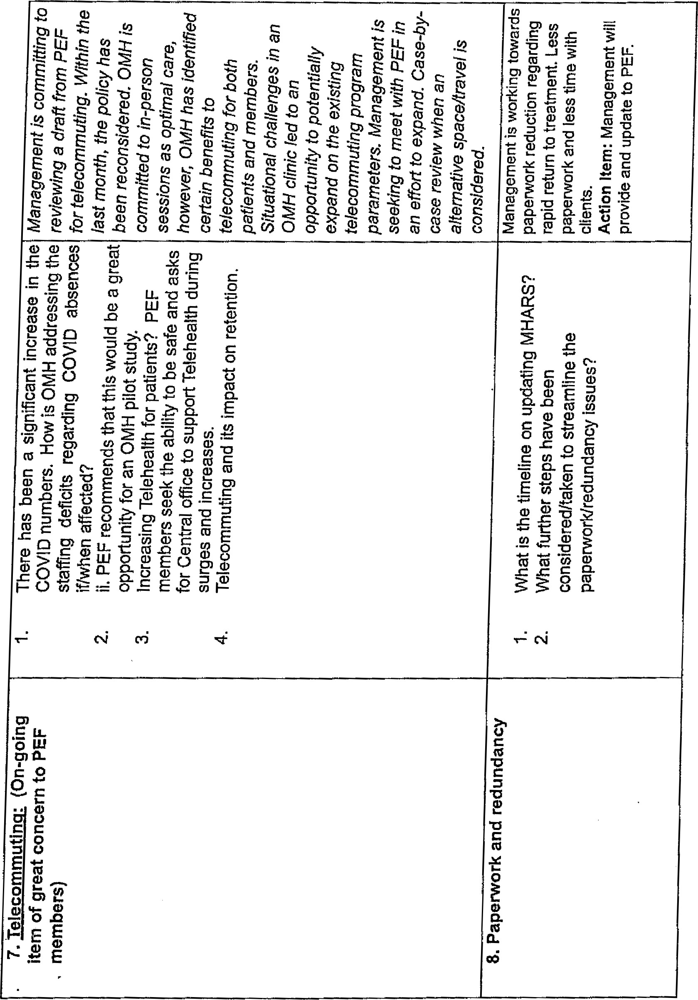 7. Telecommuting: (On-going
item of great concern to PEF
members)
1. There has been a significant increase in the
COVID numbers. How is OMH addressing the
staffing deficits regarding COVID absences
if/when affected?
2. ii. PEF recommends that this would be a great
opportunity for an OMH pilot study.
3. Increasing Telehealth for patients? PEF
members seek the ability to be safe and asks
for Central office to support Telehealth during
surges and increases.
4. Telecommuting and its impact on retention.
Management is committing to
reviewing a draft from PEF
for telecommuting. Within the
last month, the policy has
been reconsidered. OMH is
committed to in-person
sessions as optimal care,
however, OMH has identified
certain benefits to
telecommuting for both
patients and members.
Situational challenges in an
OMH clinic led to an
opportunity to potentially
expand on the existing
telecommuting program
parameters. Management is
seeking to meet with PEF in
an effort to expand. Case-by-
case review when an
alternative space/travel is
considered.
8. Paperwork and redundancy
1. What is the timeline on updating MHARS?
2. What further steps have been
considered/taken to streamline the
paperwork/redundancy issues?
Management is working towards
paperwork reduction regarding
rapid return to treatment. Less
paperwork and less time with
clients.
Action Item: Management will
provide and update to PEF.